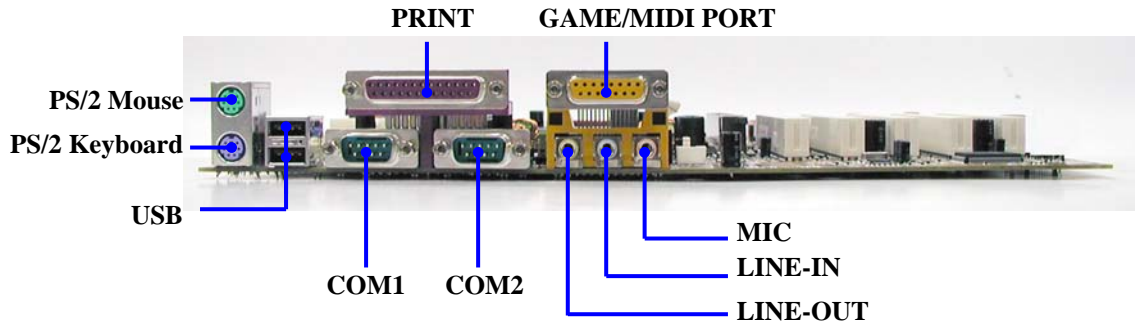 PRINT
GAME/MIDI PORT
PS/2 Mouse
PS/2 Keyboard
USB
COM1
COM2
MIC
LINE-IN
LINE-OUT